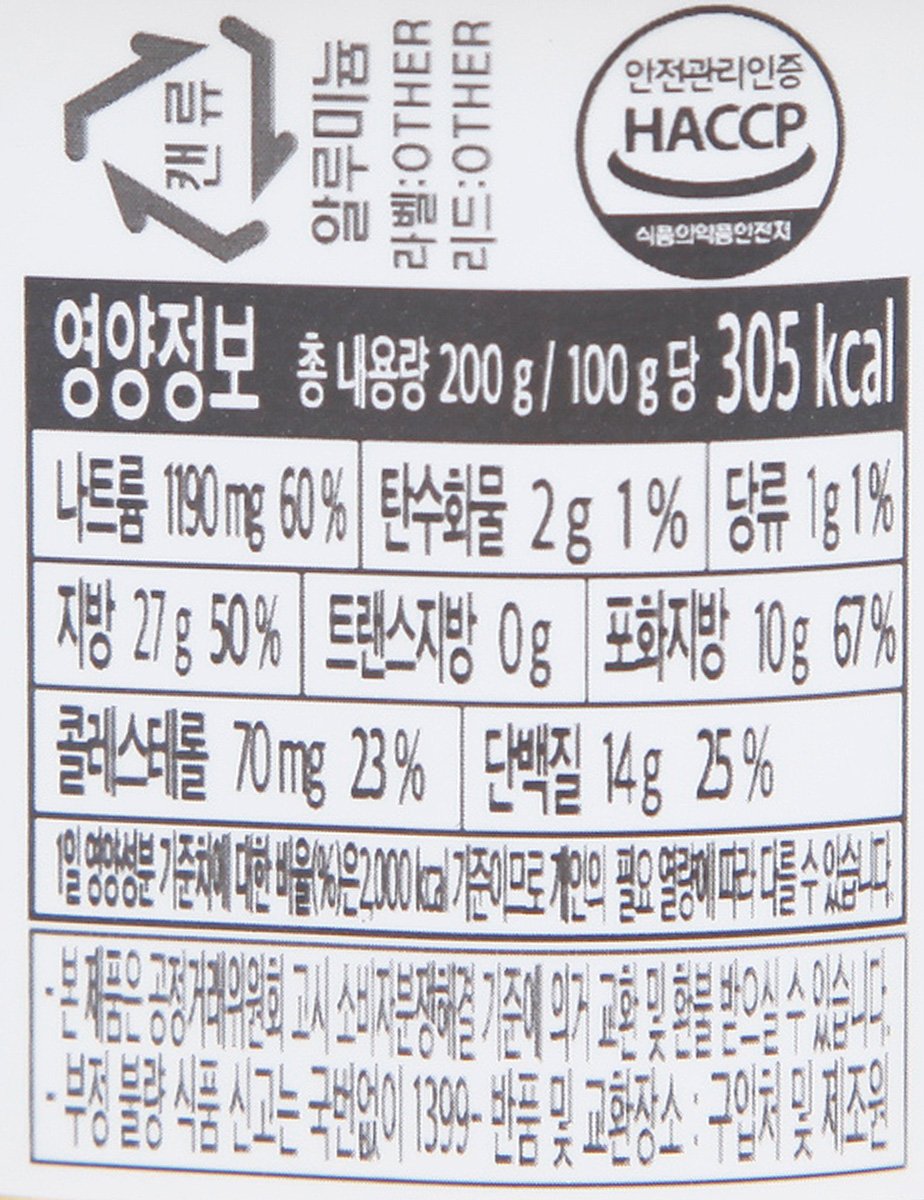 캔류
알루미늄
라벨:OTHER
리드:OTHER
안전관리인증
HACCP
식품의약품안전처
영양정보 총 내용량 200 g / 100 g 당 305 kcal
나트륨 1190 mg 60 % 탄수화물 2 g 1 % 당류 1 g 1 %
지방 27 g 50 % 트랜스지방 0 g 포화지방 10 g 67 %
콜레스테롤 70 mg 23 % 단백질 14 g 25 %
1일 영양성분 기준치에 대한 비율(%)은 2,000 kcal 기준이므로 개인의 필요 열량에 따라 다를 수 있습니다.
· 본 제품은 공정거래위원회 고시 소비자분쟁해결 기준에 의거 교환 및 환불 받으실 수 있습니다.
· 부정 불량 식품 신고는 국번없이 1399 · 반품 및 교환장소 : 구입처 및 제조원